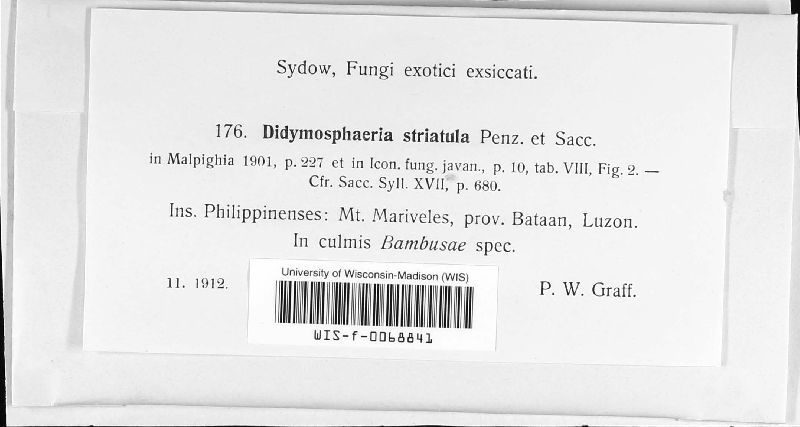 Sydow, Fungi exotici exsiccati.
176. Didymosphaeria striatula Penz. et Sacc.
in Malpighia 1901, p. 227 et in Icon. fung. javan., p. 10, tab. VIII, Fig. 2. —
Cfr. Sacc. Syll. XVII, p. 680.
Ins. Philippinenses: Mt. Mariveles, prov. Bataan, Luzon.
In culmis Bambusae spec.
11. 1912.
P. W. Graff.
University of Wisconsin-Madison (WIS)
WIS-f-0068841